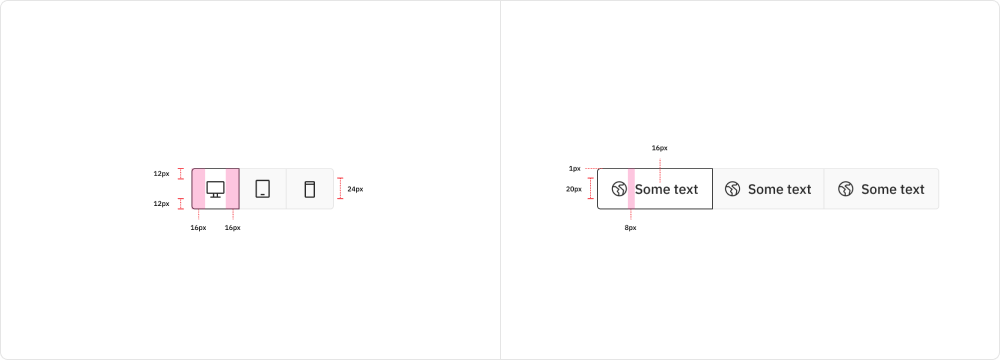 12px
12px
24px
16px 16px
16px
1px
20px
Some text Some text Some text
8px